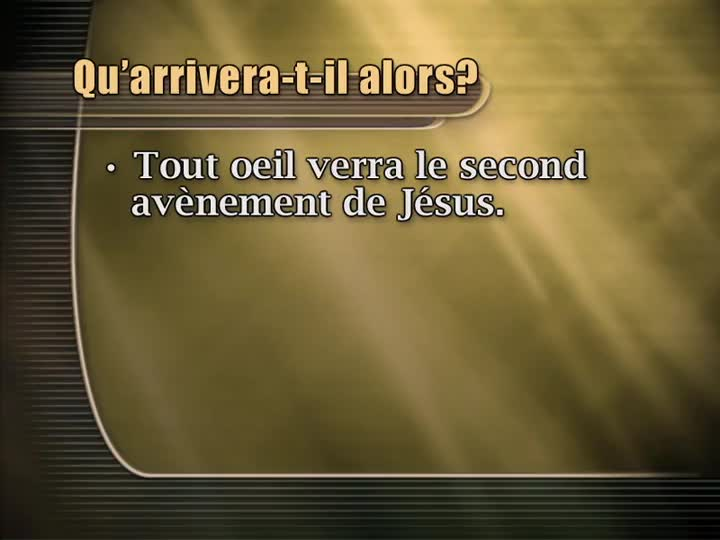 Qu’arrivera-t-il alors?
• Tout oeil verra le second
avènement de Jésus.